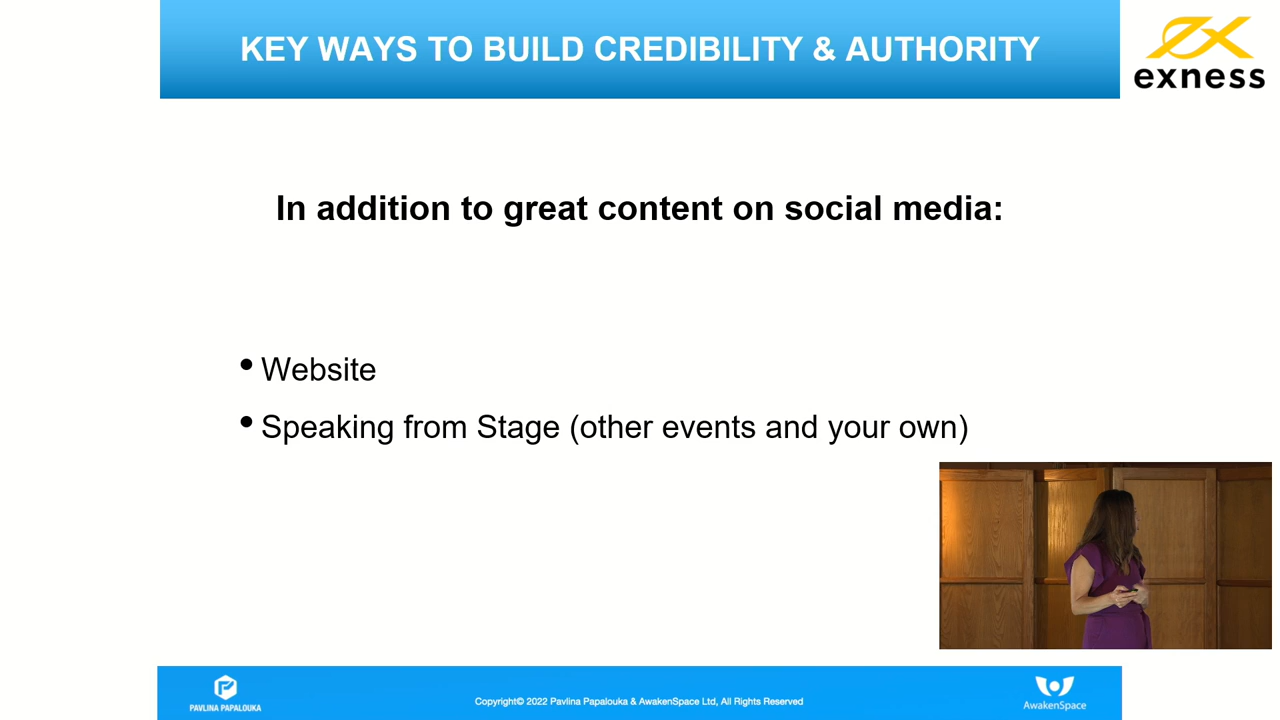 KEY WAYS TO BUILD CREDIBILITY & AUTHORITY
exness
In addition to great content on social media:
• Website
• Speaking from Stage (other events and your own)
PAVLINA PAPALOUKA
Copyright© 2022 Pavlina Papalouka & AwakenSpace Ltd, All Rights Reserved
AwakenSpace